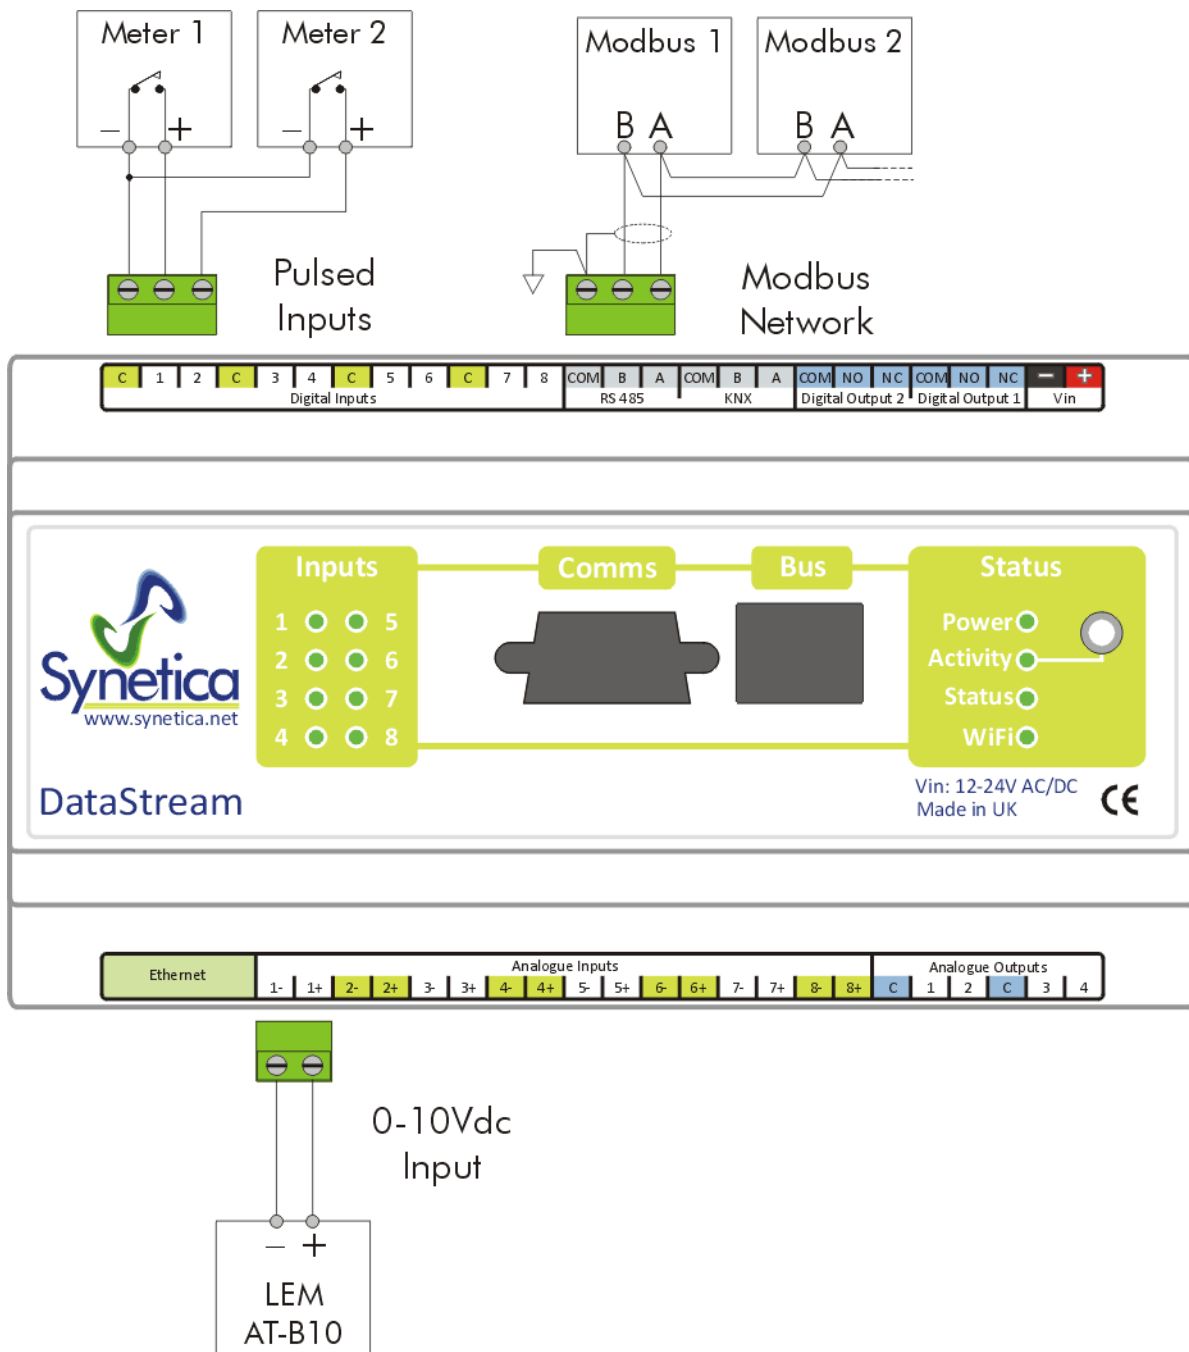 Meter 1 Meter 2 Modbus 1 Modbus 2
B A B A
− + − +
Pulsed
Inputs
Modbus
Network
C 1 2 C 3 4 C 5 6 C 7 8 COM B A COM B A COM NO NC COM NO NC − +
Digital Inputs RS 485 KNX Digital Output 2 Digital Output 1 Vin
Inputs Comms Bus Status
1 5
2 6
3 7
4 8
Power
Activity
Status
WiFi
Synetica
www.synetica.net
DataStream
Vin: 12-24V AC/DC
Made in UK
CE
Ethernet
Analogue Inputs Analogue Outputs
1- 1+ 2- 2+ 3- 3+ 4- 4+ 5- 5+ 6- 6+ 7- 7+ 8- 8+ C 1 2 C 3 4
0-10Vdc
Input
− +
LEM
AT-B10